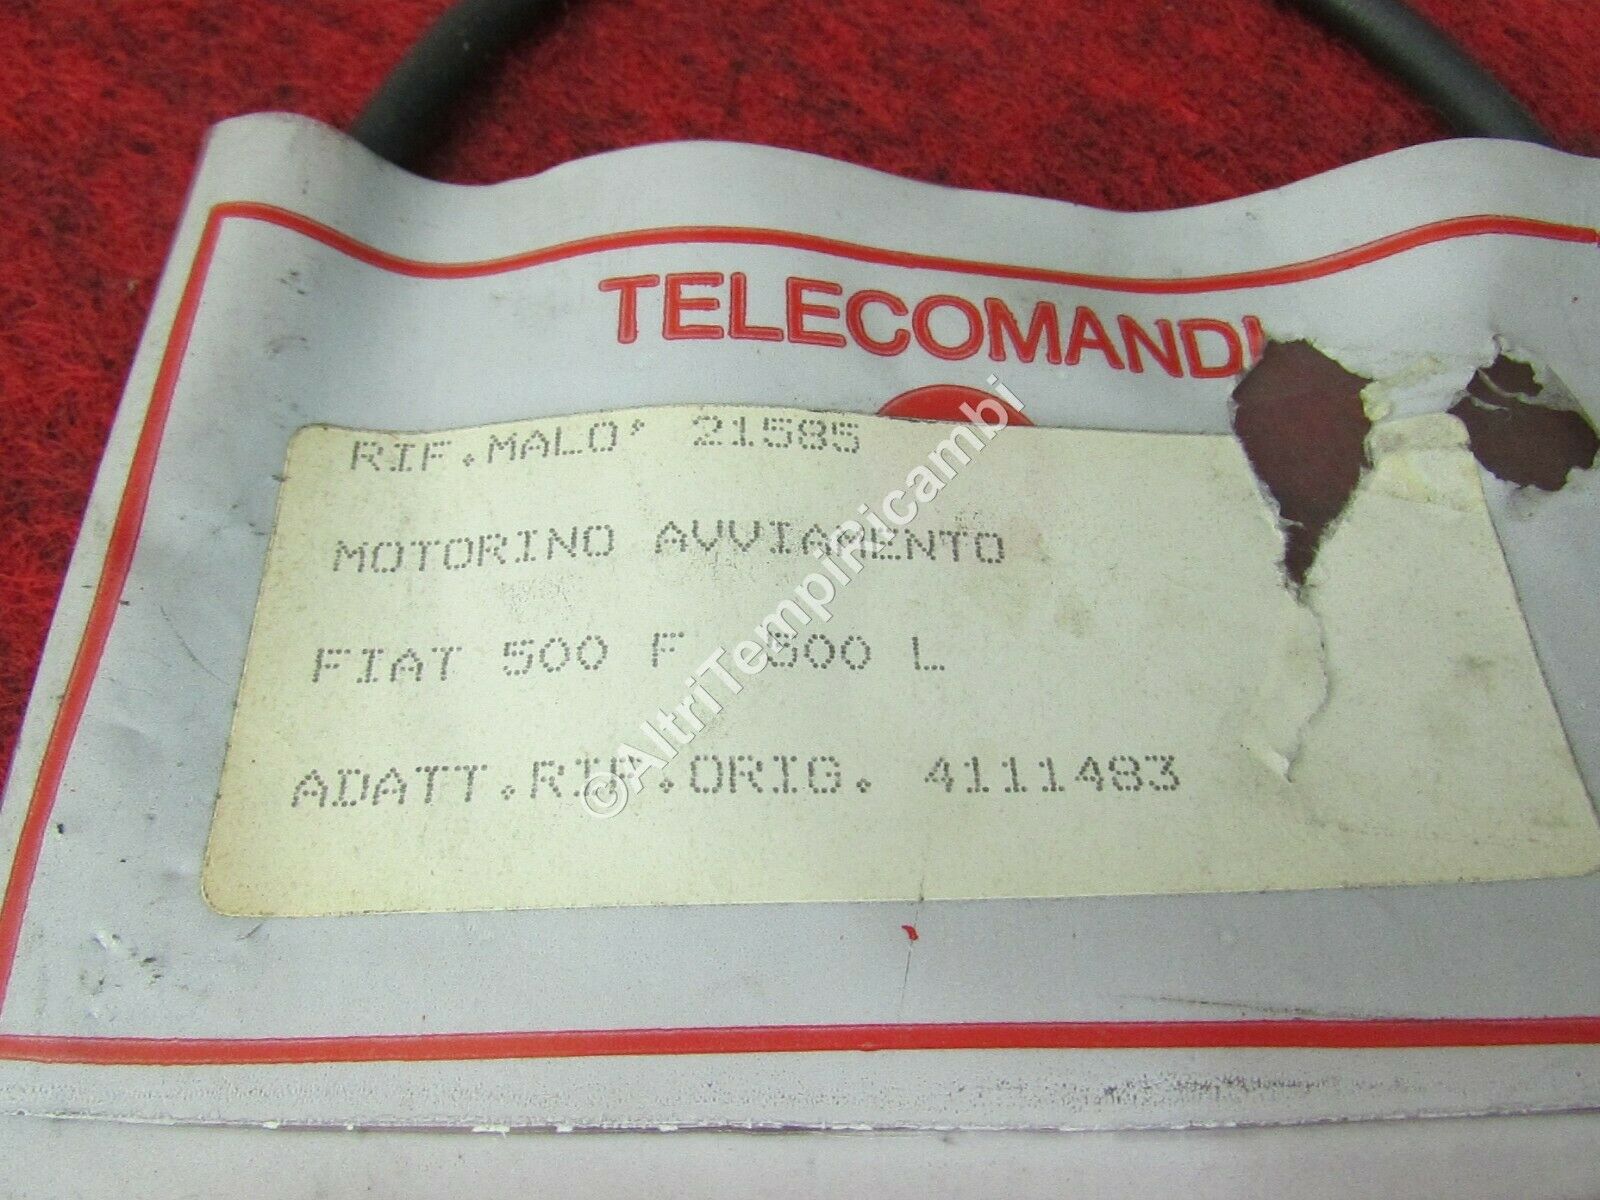 TELECOMANDI
RIF.MALO' 21585
MOTORINO AVVIAMENTO
FIAT 500 F 500 L
ADATT.RIF.ORIG. 4111483
©AltriTempiRicambi